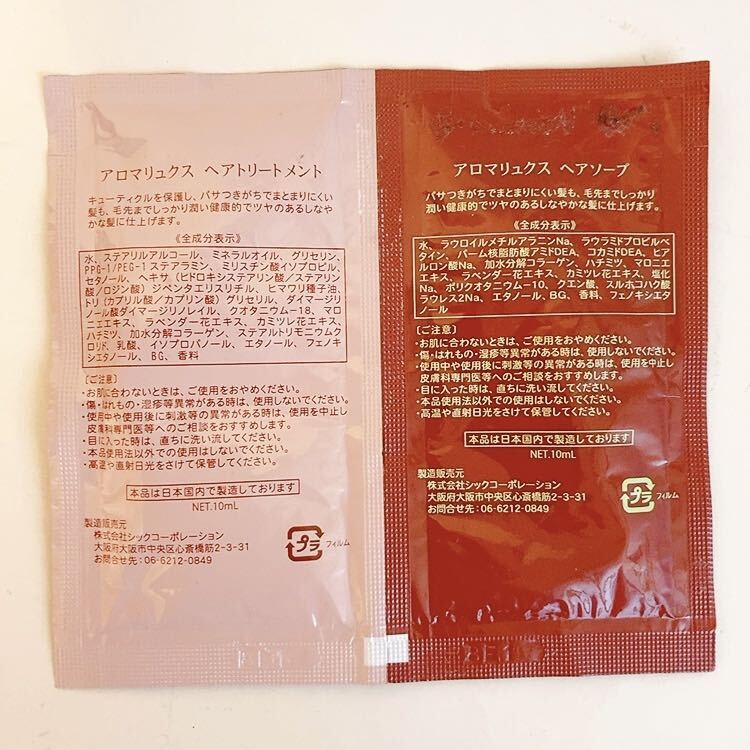 アロマリュクス ヘアトリートメント
キューティクルを保護し、パサつきがちでまとまりにくい
髪も、毛先までしっかり潤い健康的でツヤのあるしなや
かな髪に仕上げます。
《全成分表示》
水、ステアリルアルコール、ミネラルオイル、グリセリン、
PPG-1/PEG-1ステアラミン、ミリスチン酸イソプロピル、
セタノール、ヘキサ(ヒドロキシステアリン酸/ステアリン
酸/ロジン酸)ジペンタエリスリチル、ヒマワリ種子油、
トリ(カプリル酸/カプリン酸)グリセリル、ダイマージリ
ノール酸ダイマージリノレイル、クオタニウム-18、マロ
ニエエキス、ラベンダー花エキス、カミツレ花エキス、
ハチミツ、加水分解コラーゲン、ステアルトリモニウムク
ロリド、乳酸、イソプロパノール、エタノール、フェノキ
シエタノール、BG、香料
〔ご注意〕
・お肌に合わないときは、ご使用をおやめください。
・傷・はれもの・湿疹等異常がある時は、使用しないでください。
・使用中や使用後に刺激等の異常がある時は、使用を中止し
皮膚科専門医等へのご相談をおすすめします。
・目に入った時は、直ちに洗い流してください。
・本品使用法以外での使用はしないでください。
・高温や直射日光をさけて保管してください。
本品は日本国内で製造しております
NET.10mL
製造販売元
株式会社シックコーポレーション
大阪府大阪市中央区心斎橋筋2-3-31
お問合せ先:06-6212-0849
プラ
フィルム
アロマリュクス ヘアソープ
パサつきがちでまとまりにくい髪も、毛先までしっかり
潤い健康的でツヤのあるしなやかな髪に仕上げます。
《全成分表示》
水、ラウロイルメチルアラニンNa、ラウラミドプロピルベ
タイン、パーム核脂肪酸アミドDEA、コカミドDEA、ヒア
ルロン酸Na、加水分解コラーゲン、ハチミツ、マロニエ
エキス、ラベンダー花エキス、カミツレ花エキス、塩化
Na、ポリクオタニウム-10、クエン酸、スルホコハク酸
ラウレス2Na、エタノール、BG、香料、フェノキシエタ
ノール
〔ご注意〕
・お肌に合わないときは、ご使用をおやめください。
・傷・はれもの・湿疹等異常がある時は、使用しないでください。
・使用中や使用後に刺激等の異常がある時は、使用を中止し
皮膚科専門医等へのご相談をおすすめします。
・目に入った時は、直ちに洗い流してください。
・本品使用法以外での使用はしないでください。
・高温や直射日光をさけて保管してください。
本品は日本国内で製造しております
NET.10mL
製造販売元
株式会社シックコーポレーション
大阪府大阪市中央区心斎橋筋2-3-31
お問合せ先:06-6212-0849
プラ
フィルム